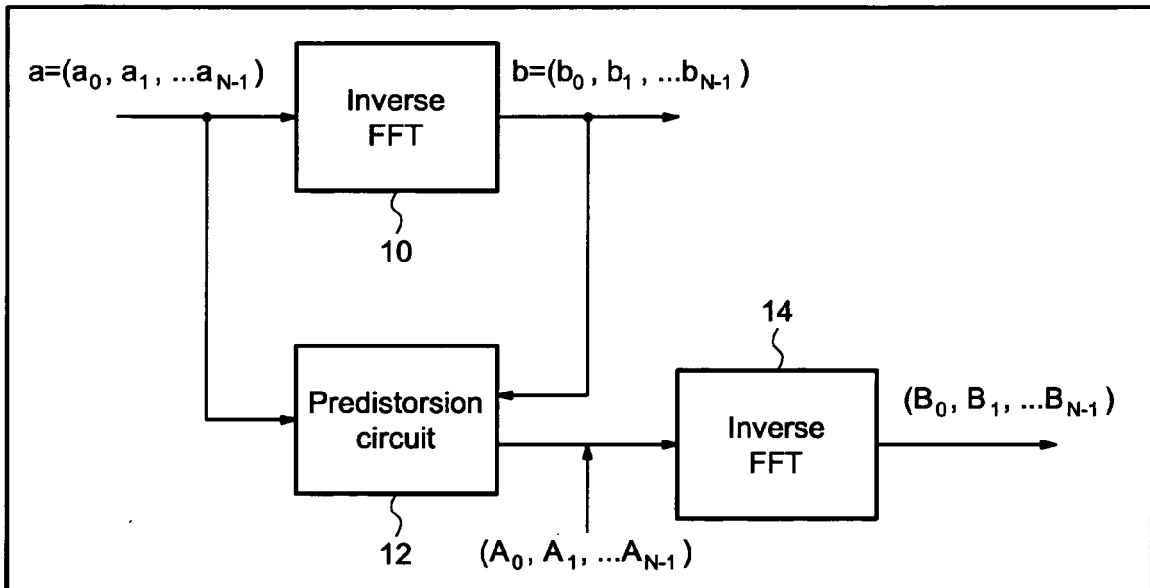 a=(a₀, a₁, ...aN-1)
Inverse
FFT
b=(b₀, b₁, ...bN-1)
10
14
Predistorsion
circuit
Inverse
FFT
(B₀, B₁, ...BN-1)
12
(A₀, A₁, ...AN-1)